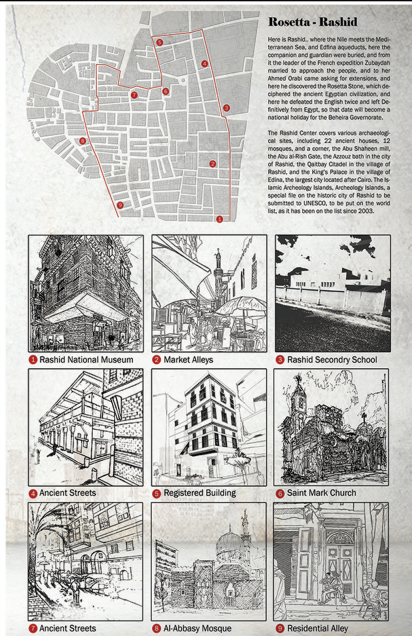 Rosetta - Rashid
Here is Rashid., where the Nile meets the Medi-
terranean Sea, and Edfina aqueducts, here the
companion and guardian were buried, and from
it the leader of the French expedition Zubaydah
married to approach the people, and to her
Ahmed Orabi came asking for extensions, and
here he discovered the Rosetta Stone, which de-
ciphered the ancient Egyptian civilization, and
here he defeated the English twice and left De-
finitively from Egypt, so that date will become a
national holiday for the Beheira Governorate.
The Rashid Center covers various archaeologi-
cal sites, including 22 ancient houses, 12
mosques, and a corner, the Abu Shaheen mill,
the Abu al-Rish Gate, the Azzouz bath in the city
of Rashid, the Qaitbay Citadel in the village of
Rashid, and the King's Palace in the village of
Edina, the largest city located after Cairo. The Is-
lamic Archeology Islands, Archeology Islands, a
special file on the historic city of Rashid to be
submitted to UNESCO, to be put on the world
list, as it has been on the list since 2003.
5
4
6
7
3
8
2
9
1
1 Rashid National Museum
2 Market Alleys
3 Rashid Secondry School
4 Ancient Streets
5 Registered Building
6 Saint Mark Church
7 Ancient Streets
8 Al-Abbasy Mosque
9 Residential Alley